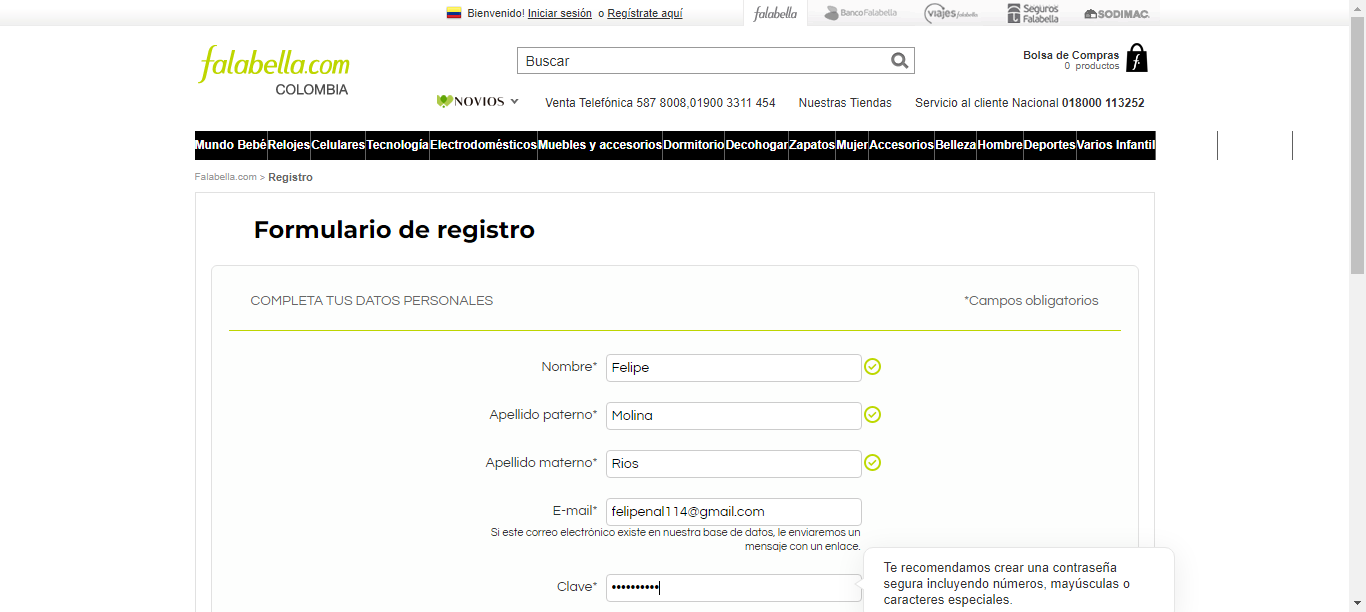 Bienvenido! Iniciar sesión o Regístrate aquí
falabella
BancoFalabella
viajes falabella
Seguros
Falabella
SODIMAC
falabella.com
COLOMBIA
Buscar
Bolsa de Compras
0 productos
NOVIOS
Venta Telefónica 587 8008,01900 3311 454
Nuestras Tiendas
Servicio al cliente Nacional 018000 113252
Mundo Bebé Relojes Celulares Tecnología Electrodomésticos Muebles y accesorios Dormitorio Decohogar Zapatos Mujer Accesorios Belleza Hombre Deportes Varios Infantil
Falabella.com > Registro
Formulario de registro
COMPLETA TUS DATOS PERSONALES
*Campos obligatorios
Nombre* Felipe
Apellido paterno* Molina
Apellido materno* Rios
E-mail* felipenal114@gmail.com
Si este correo electrónico existe en nuestra base de datos, le enviaremos un
mensaje con un enlace.
Clave* ••••••••••
Te recomendamos crear una contraseña
segura incluyendo números, mayúsculas o
caracteres especiales.